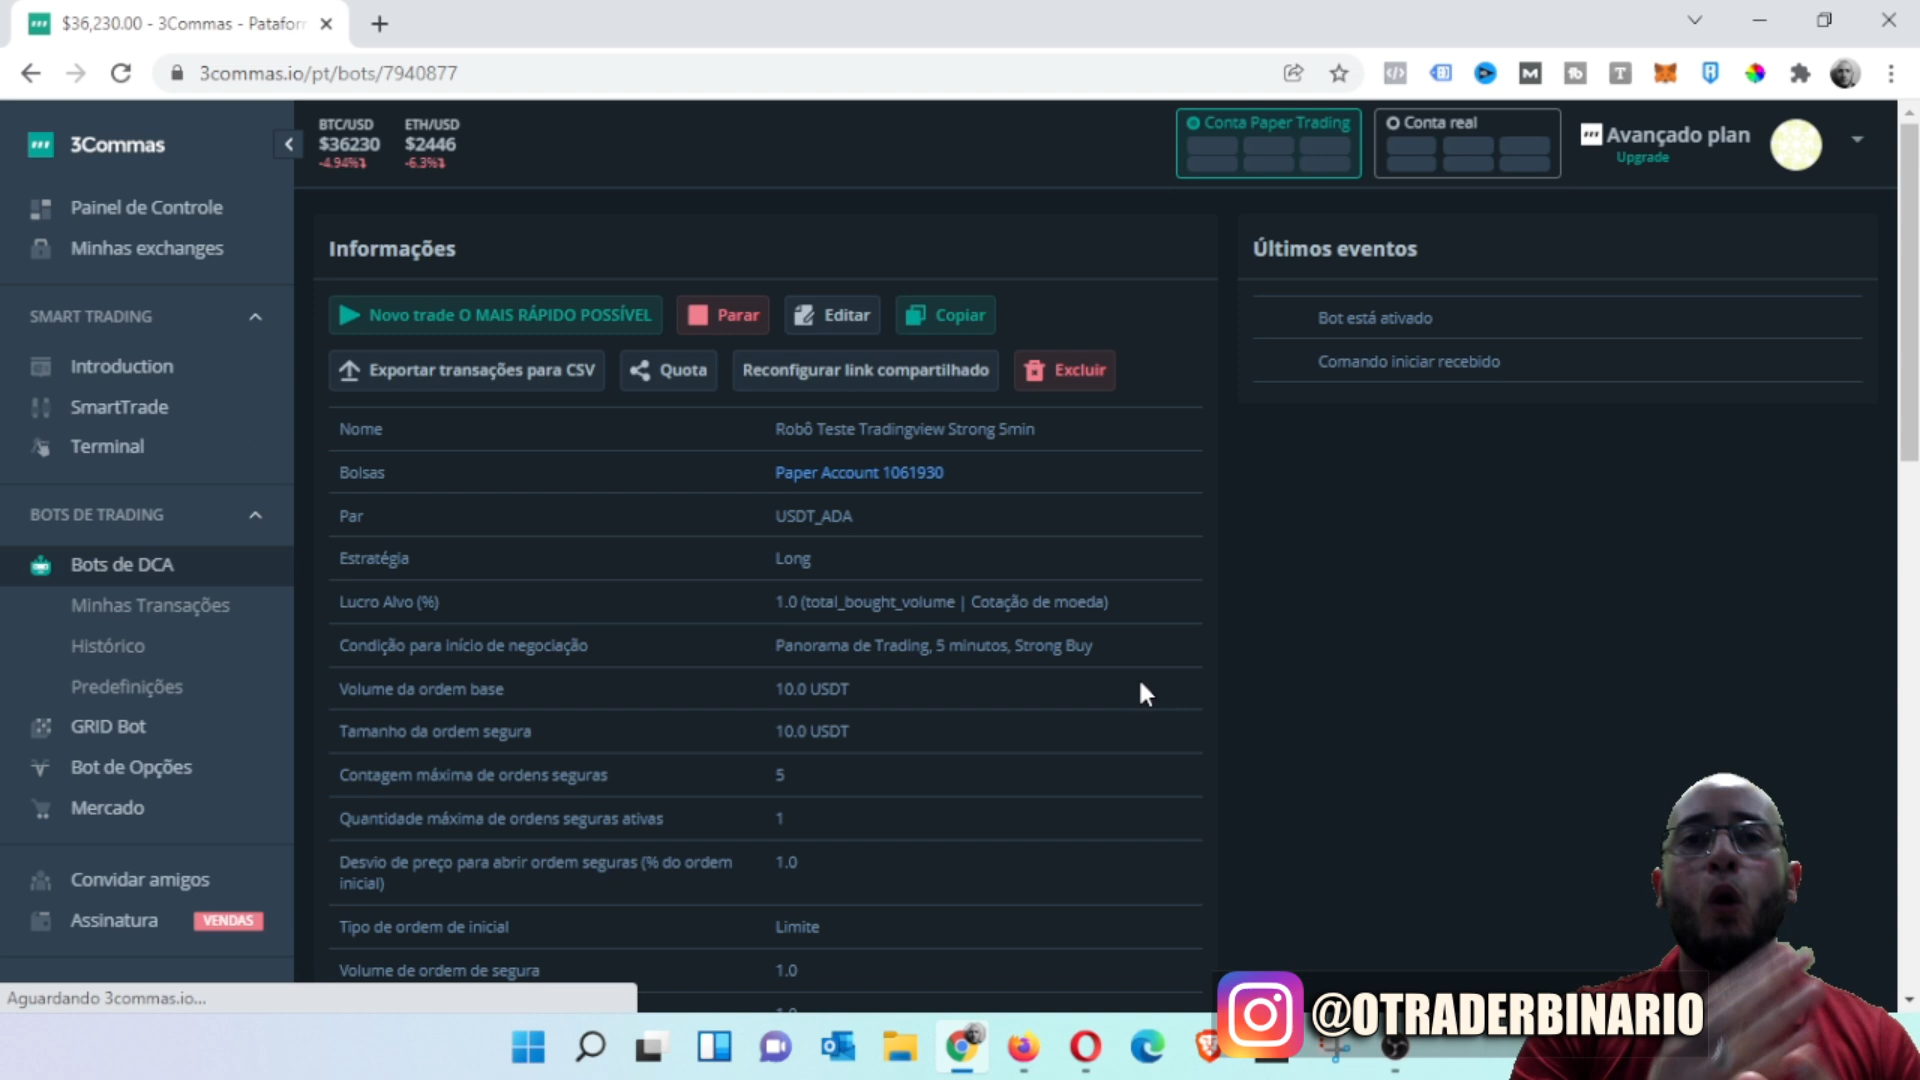 $36,230.00 - 3Commas - Platafor
3commas.io/pt/bots/7940877
3Commas
BTC/USD
$36230
-4.94%
ETH/USD
$2446
-6.3%
Conta Paper Trading
Conta real
Avançado plan
Upgrade
Painel de Controle
Minhas exchanges
SMART TRADING
Introduction
SmartTrade
Terminal
BOTS DE TRADING
Bots de DCA
Minhas Transações
Histórico
Predefinições
GRID Bot
Bot de Opções
Mercado
Convidar amigos
Assinatura VENDAS
Aguardando 3commas.io...
Informações
Novo trade O MAIS RÁPIDO POSSÍVEL
Parar
Editar
Copiar
Exportar transações para CSV
Quota
Reconfigurar link compartilhado
Excluir
Nome Robô Teste Tradingview Strong 5min
Bolsas Paper Account 1061930
Par USDT_ADA
Estratégia Long
Lucro Alvo (%) 1.0 (total_bought_volume | Cotação de moeda)
Condição para início de negociação Panorama de Trading, 5 minutos, Strong Buy
Volume da ordem base 10.0 USDT
Tamanho da ordem segura 10.0 USDT
Contagem máxima de ordens seguras 5
Quantidade máxima de ordens seguras ativas 1
Desvio de preço para abrir ordem seguras (% do ordem 1.0
inicial)
Tipo de ordem de inicial Limite
Volume de ordem de segura 1.0
Últimos eventos
Bot está ativado
Comando iniciar recebido
@OTRADERBINARIO